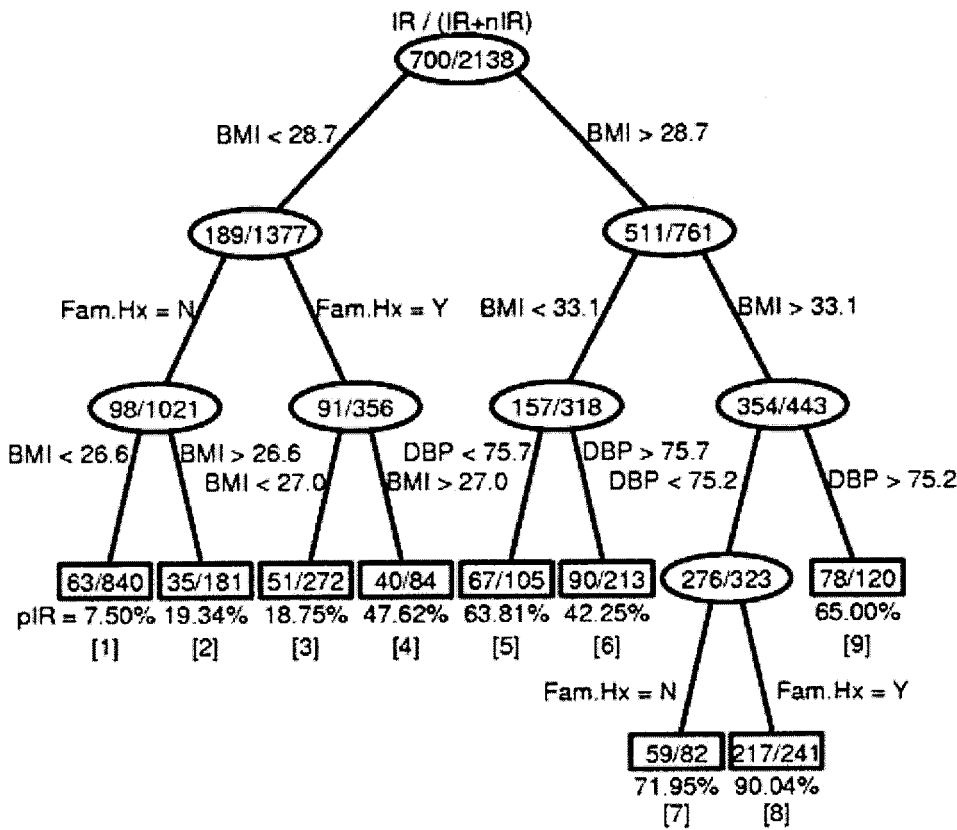 IR / (IR+nIR)
700/2138
BMI < 28.7
BMI > 28.7
189/1377
511/761
Fam.Hx = N
Fam.Hx = Y
BMI < 33.1
BMI > 33.1
98/1021
91/356
157/318
354/443
BMI < 26.6
BMI > 26.6
BMI < 27.0
BMI > 27.0
DBP < 75.7
DBP > 75.7
DBP < 75.2
DBP > 75.2
63/840
35/181
51/272
40/84
67/105
90/213
276/323
78/120
pIR = 7.50%
19.34%
18.75%
47.62%
63.81%
42.25%
65.00%
[1]
[2]
[3]
[4]
[5]
[6]
[9]
Fam.Hx = N
Fam.Hx = Y
59/82
217/241
71.95%
90.04%
[7]
[8]